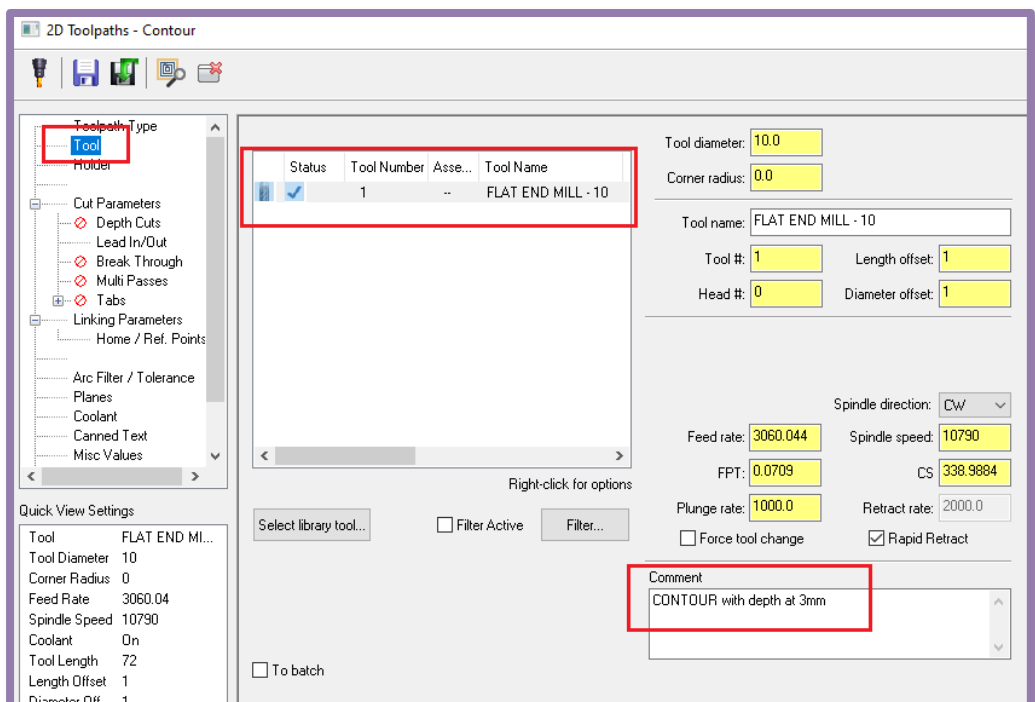 2D Toolpaths - Contour
Toolpath Type
Tool
Holder
Cut Parameters
Depth Cuts
Lead In/Out
Break Through
Multi Passes
Tabs
Linking Parameters
Home / Ref. Points
Arc Filter / Tolerance
Planes
Coolant
Canned Text
Misc Values
Quick View Settings
Tool FLAT END MI...
Tool Diameter 10
Corner Radius 0
Feed Rate 3060.04
Spindle Speed 10790
Coolant On
Tool Length 72
Length Offset 1
Diameter Off... 1
Status Tool Number Asse... Tool Name
1 -- FLAT END MILL - 10
Right-click for options
Select library tool... Filter Active Filter...
To batch
Tool diameter: 10.0
Corner radius: 0.0
Tool name: FLAT END MILL - 10
Tool #: 1 Length offset: 1
Head #: 0 Diameter offset: 1
Spindle direction: CW
Feed rate: 3060.044 Spindle speed: 10790
FPT: 0.0709 CS 338.9884
Plunge rate: 1000.0 Retract rate: 2000.0
Force tool change Rapid Retract
Comment
CONTOUR with depth at 3mm